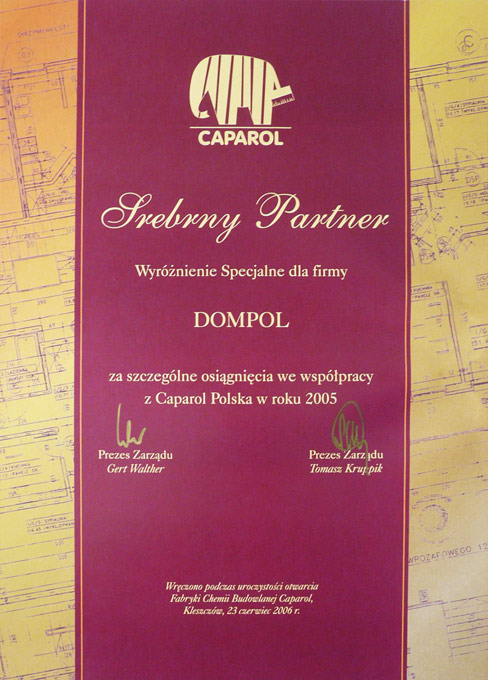 CAPAROL
Srebrny Partner
Wyróżnienie Specjalne dla firmy
DOMPOL
za szczególne osiągnięcia we współpracy
z Caparol Polska w roku 2005
Prezes Zarządu Prezes Zarządu
Gert Walther Tomasz Kruppik
Wręczono podczas uroczystości otwarcia
Fabryki Chemii Budowlanej Caparol,
Kleszczów, 23 czerwiec 2006 r.